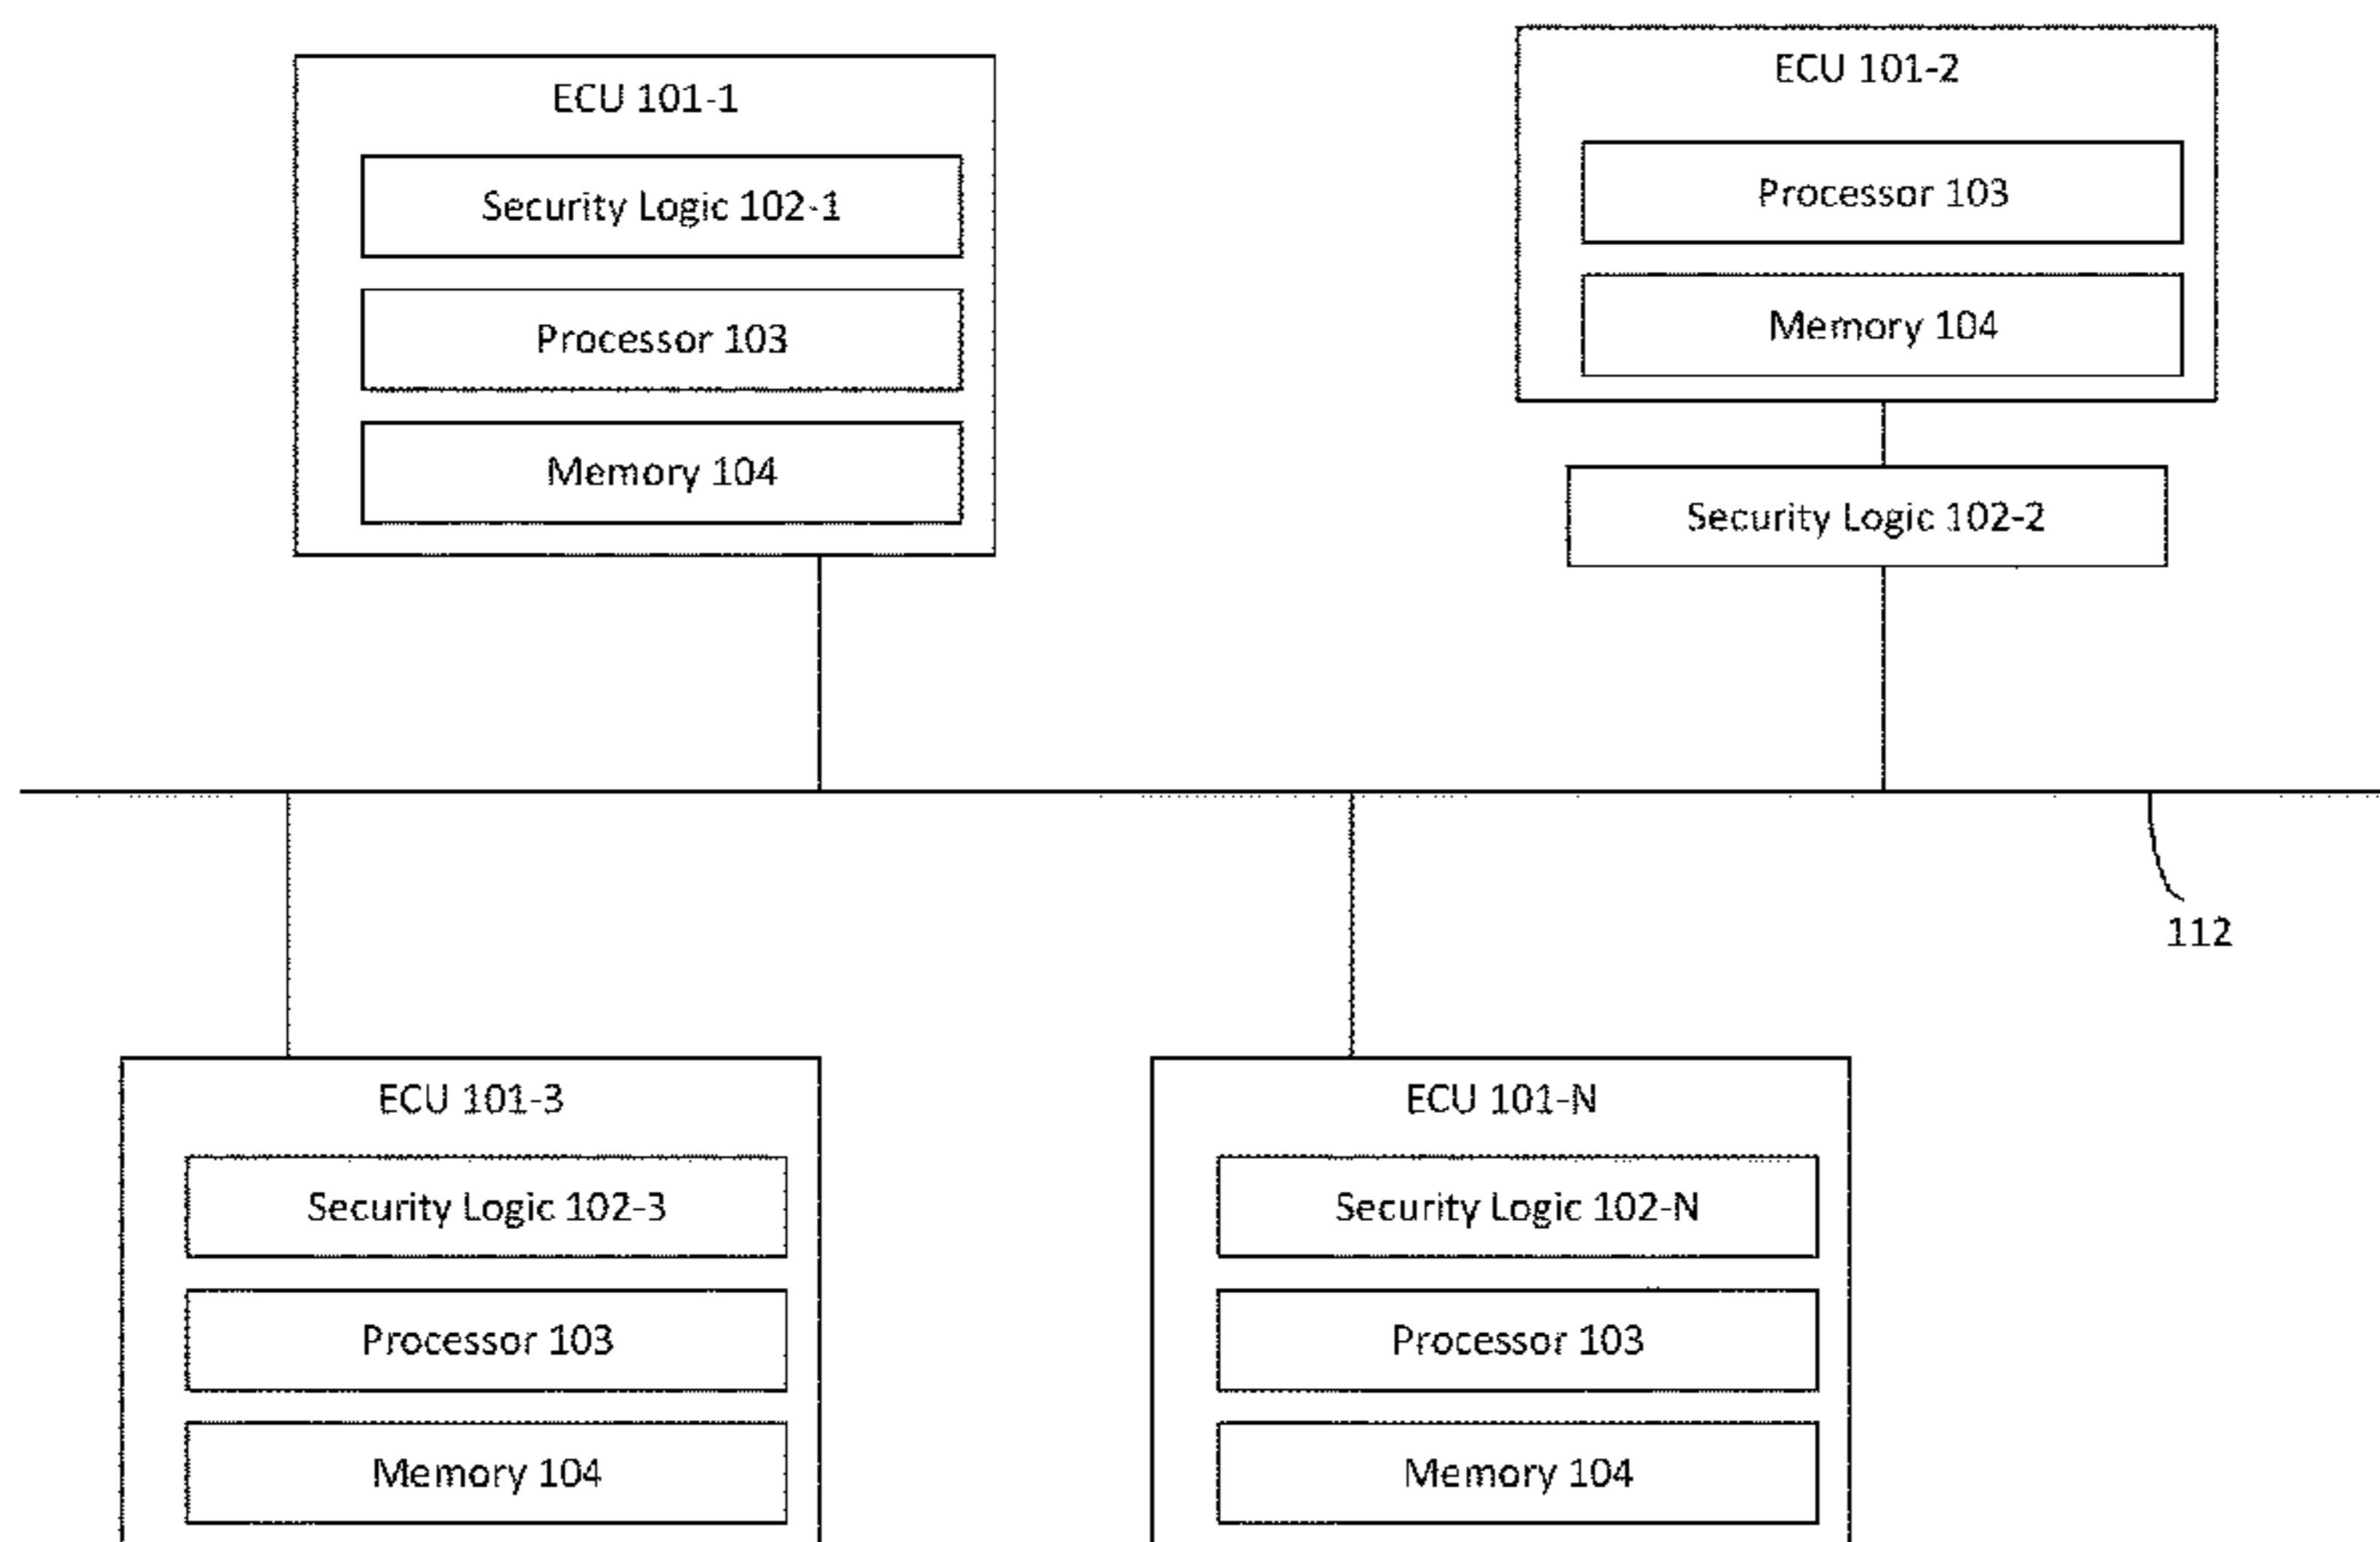 ECU 101-1
Security Logic 102-1
Processor 103
Memory 104
ECU 101-2
Processor 103
Memory 104
Security Logic 102-2
112
ECU 101-3
Security Logic 102-3
Processor 103
Memory 104
ECU 101-N
Security Logic 102-N
Processor 103
Memory 104